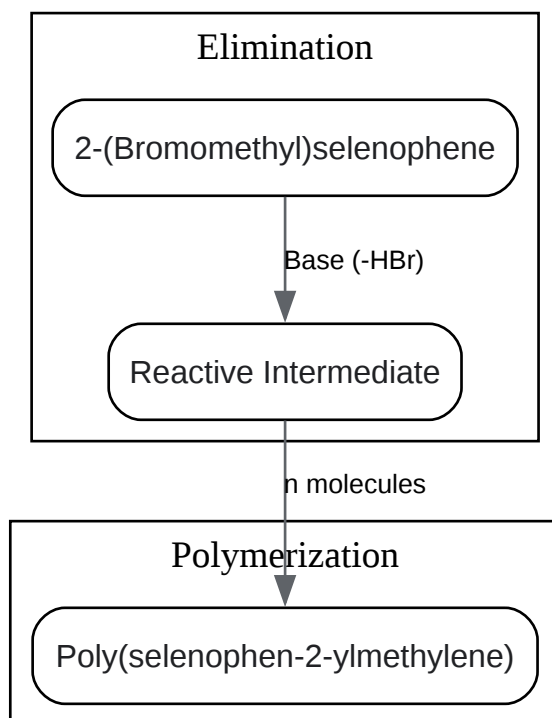 Elimination
2-(Bromomethyl)selenophene
Base (-HBr)
Reactive Intermediate
n molecules
Polymerization
Poly(selenophen-2-ylmethylene)